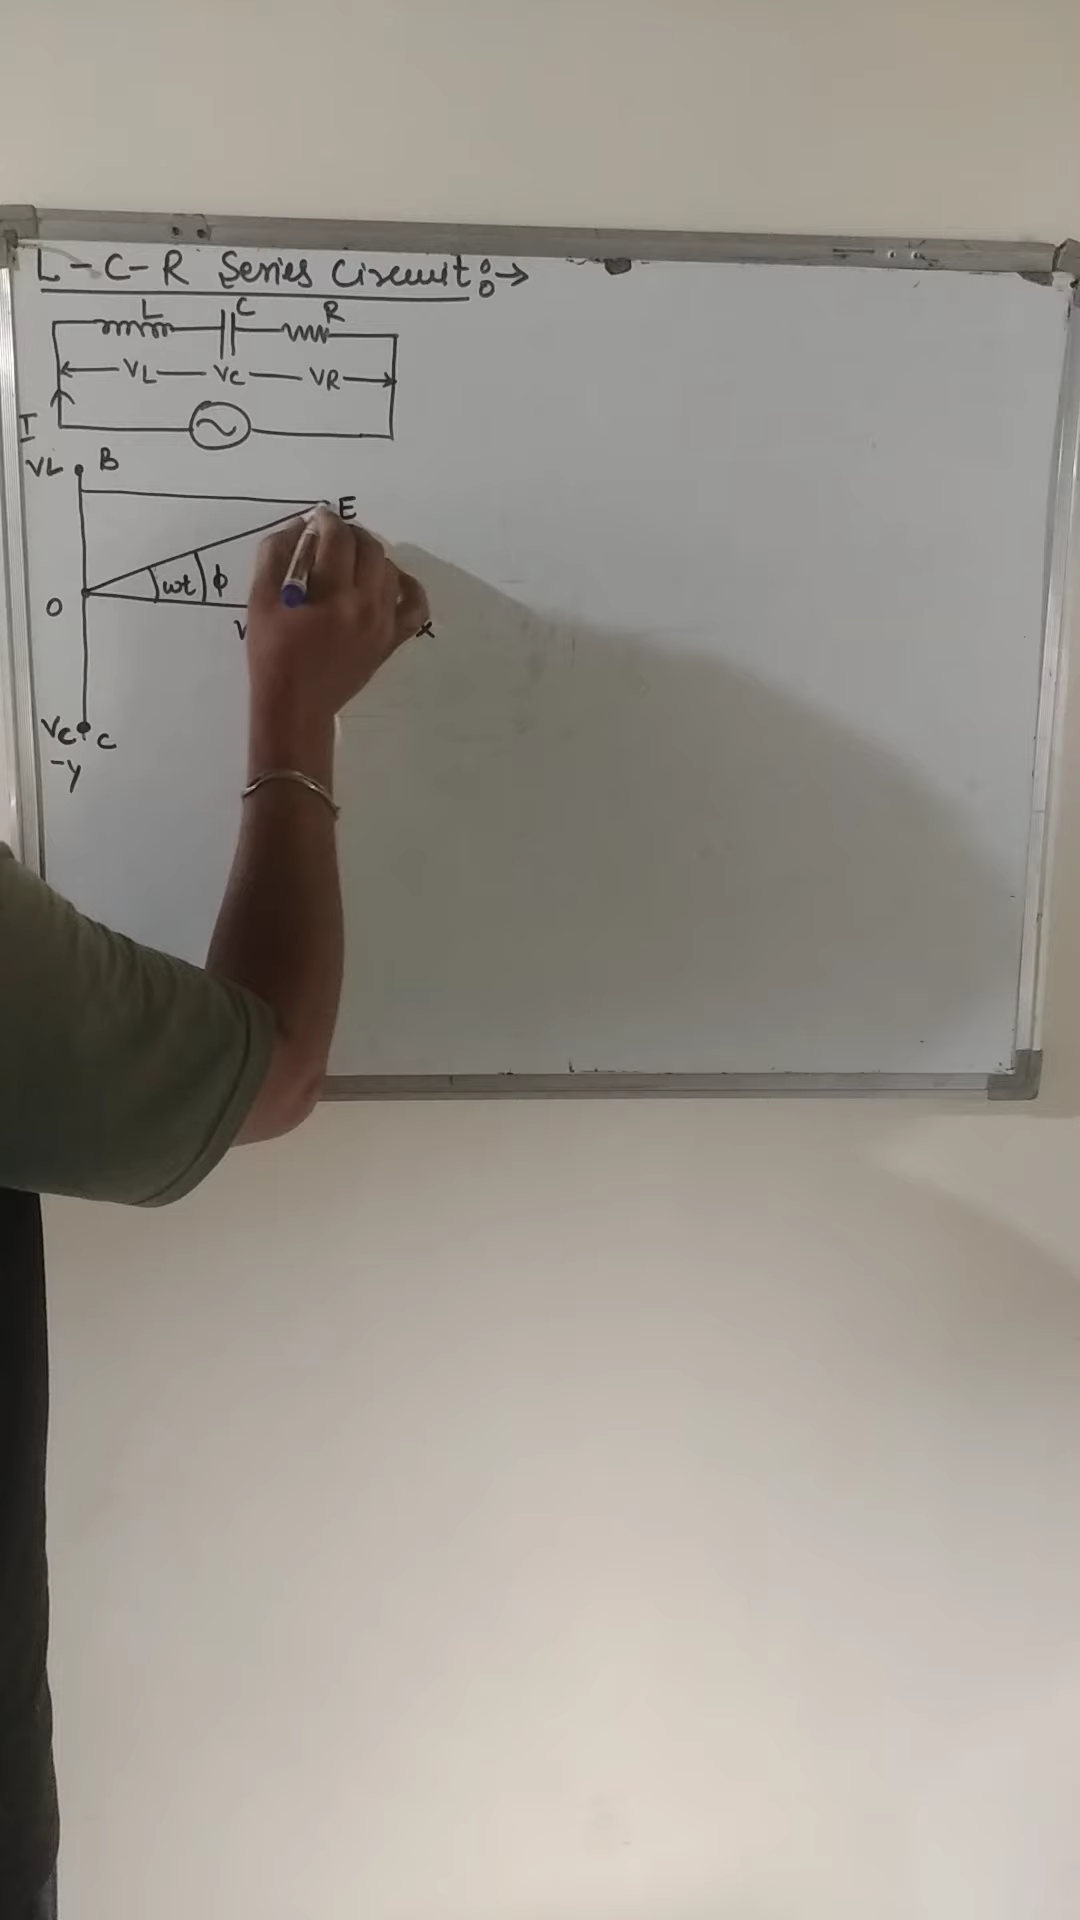 L-C-R Series Circuit:→
L C R
VL VC VR
I
VL B
E
ωt φ
O
V x
Vc C
-y